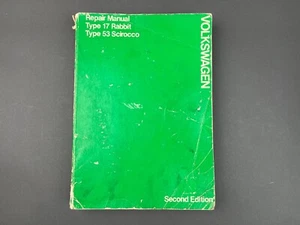 Repair Manual
Type 17 Rabbit
Type 53 Scirocco
VOLKSWAGEN
Second Edition